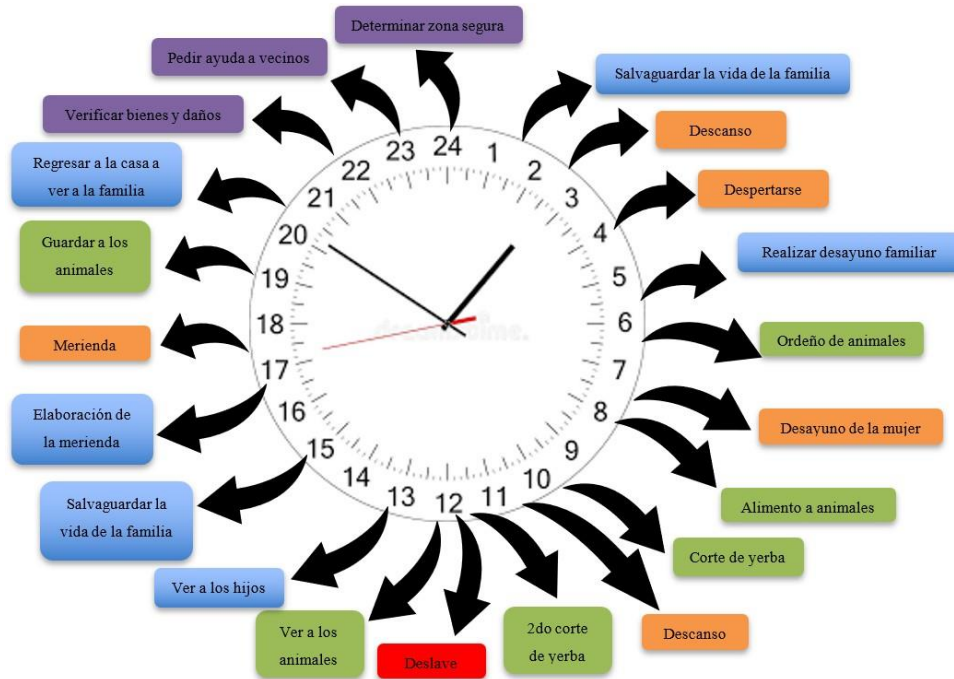 Determinar zona segura
Pedir ayuda a vecinos
Verificar bienes y daños
Regresar a la casa a
ver a la familia
Guardar a los
animales
Merienda
Elaboración de
la merienda
Salvaguardar la
vida de la familia
Ver a los hijos
Ver a los
animales
Deslave
2do corte
de yerba
Descanso
Corte de yerba
Alimento a animales
Desayuno de la mujer
Ordeño de animales
Realizar desayuno familiar
Despertarse
Descanso
Salvaguardar la vida de la familia
24
1
2
3
4
5
6
7
8
9
10
11
12
13
14
15
16
17
18
19
20
21
22
23